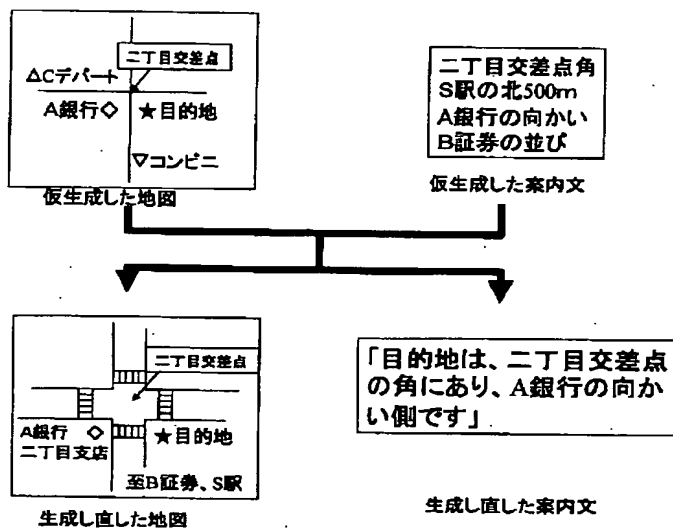 二丁目交差点
△Cデパート
A銀行◇ ★目的地
▽コンビニ
仮生成した地図
二丁目交差点角
S駅の北500m
A銀行の向かい
B証券の並び
仮生成した案内文
二丁目交差点
A銀行 ◇ ★目的地
二丁目支店
至B証券、S駅
生成し直した地図
「目的地は、二丁目交差点
の角にあり、A銀行の向か
い側です」
生成し直した案内文